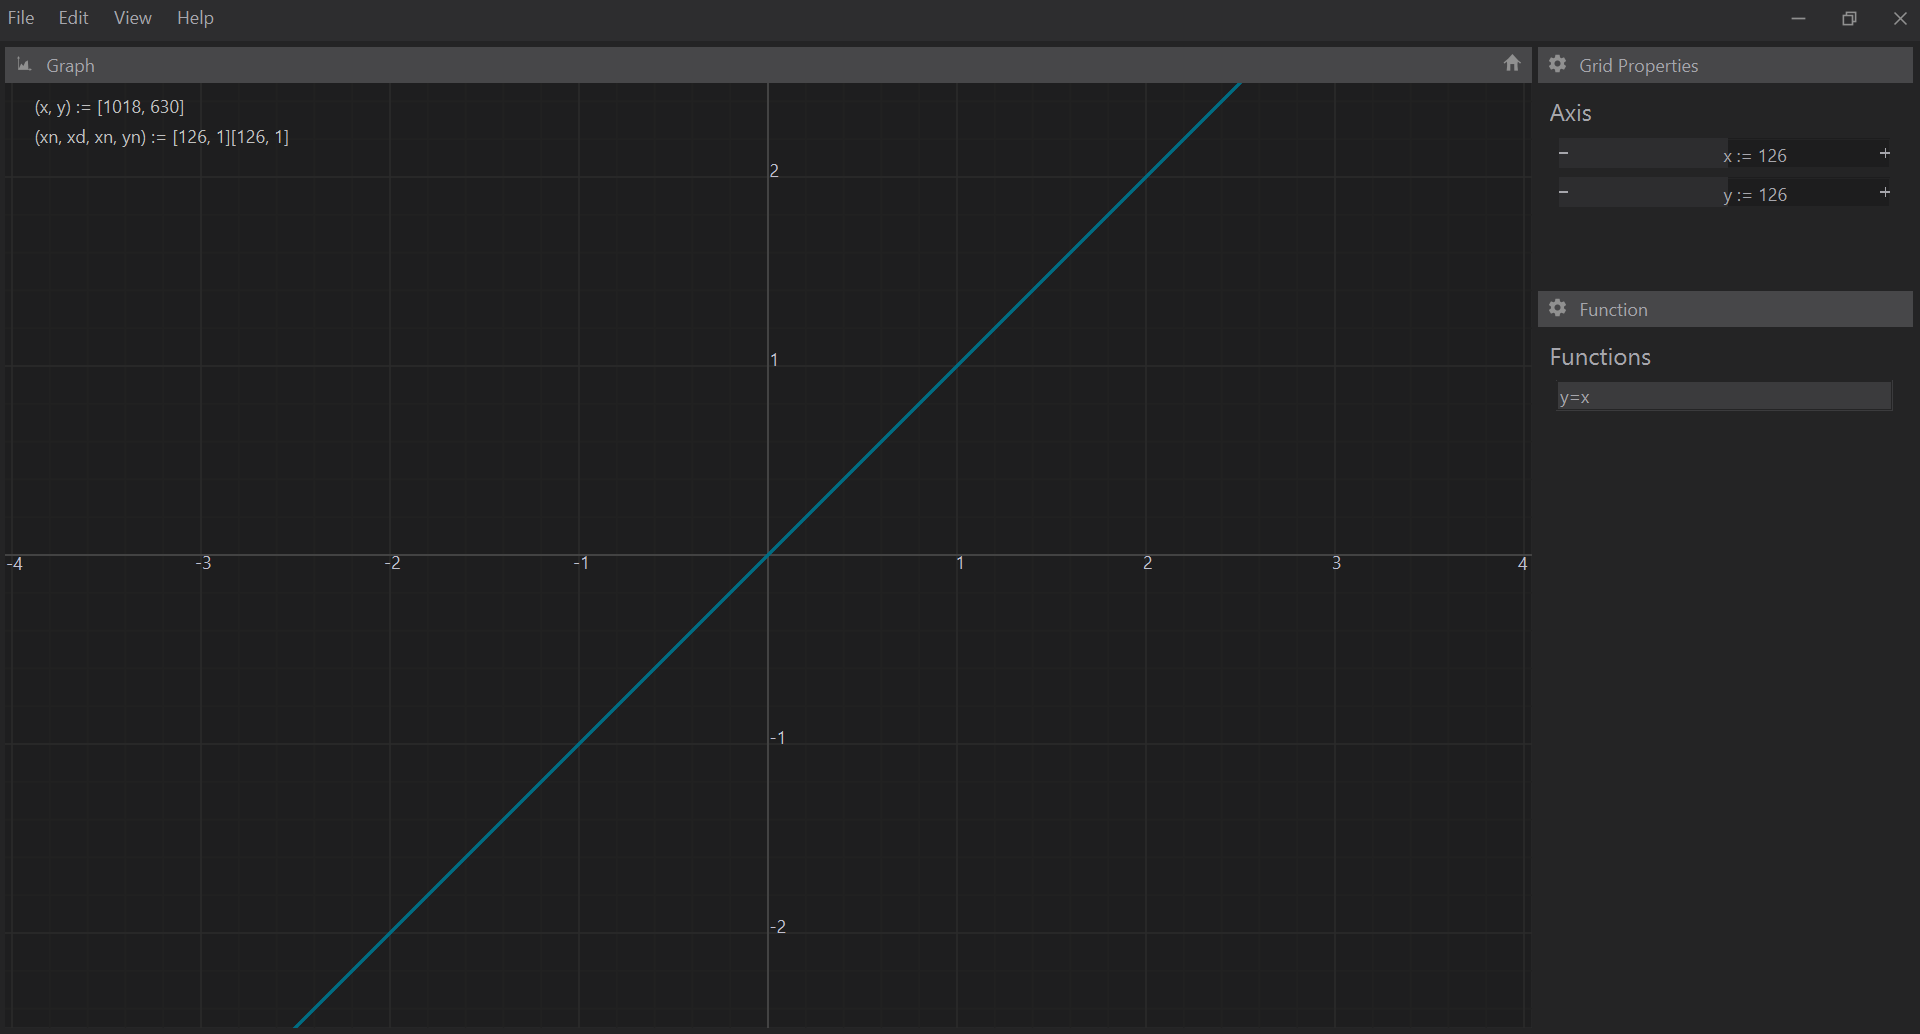 File Edit View Help
Graph
(x, y) := [1018, 630]
(xn, xd, xn, yn) := [126, 1][126, 1]
2
1
-4 -3 -2 -1 1 2 3 4
-1
-2
Grid Properties
Axis
- x := 126 +
- y := 126 +
Function
Functions
y=x